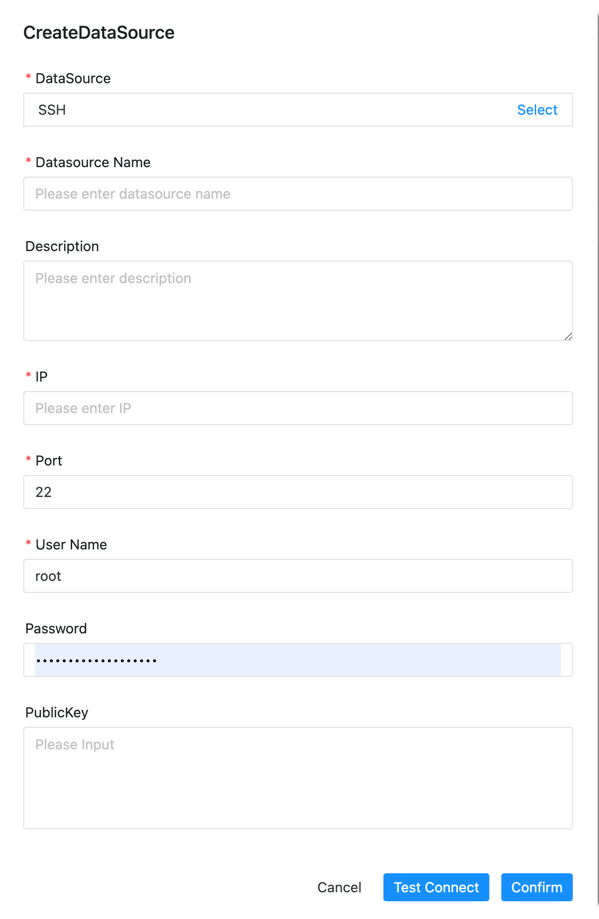 CreateDataSource
* DataSource
SSH Select
* Datasource Name
Please enter datasource name
Description
Please enter description
* IP
Please enter IP
* Port
22
* User Name
root
Password
•••••••••••••••••••
PublicKey
Please Input
Cancel Test Connect Confirm